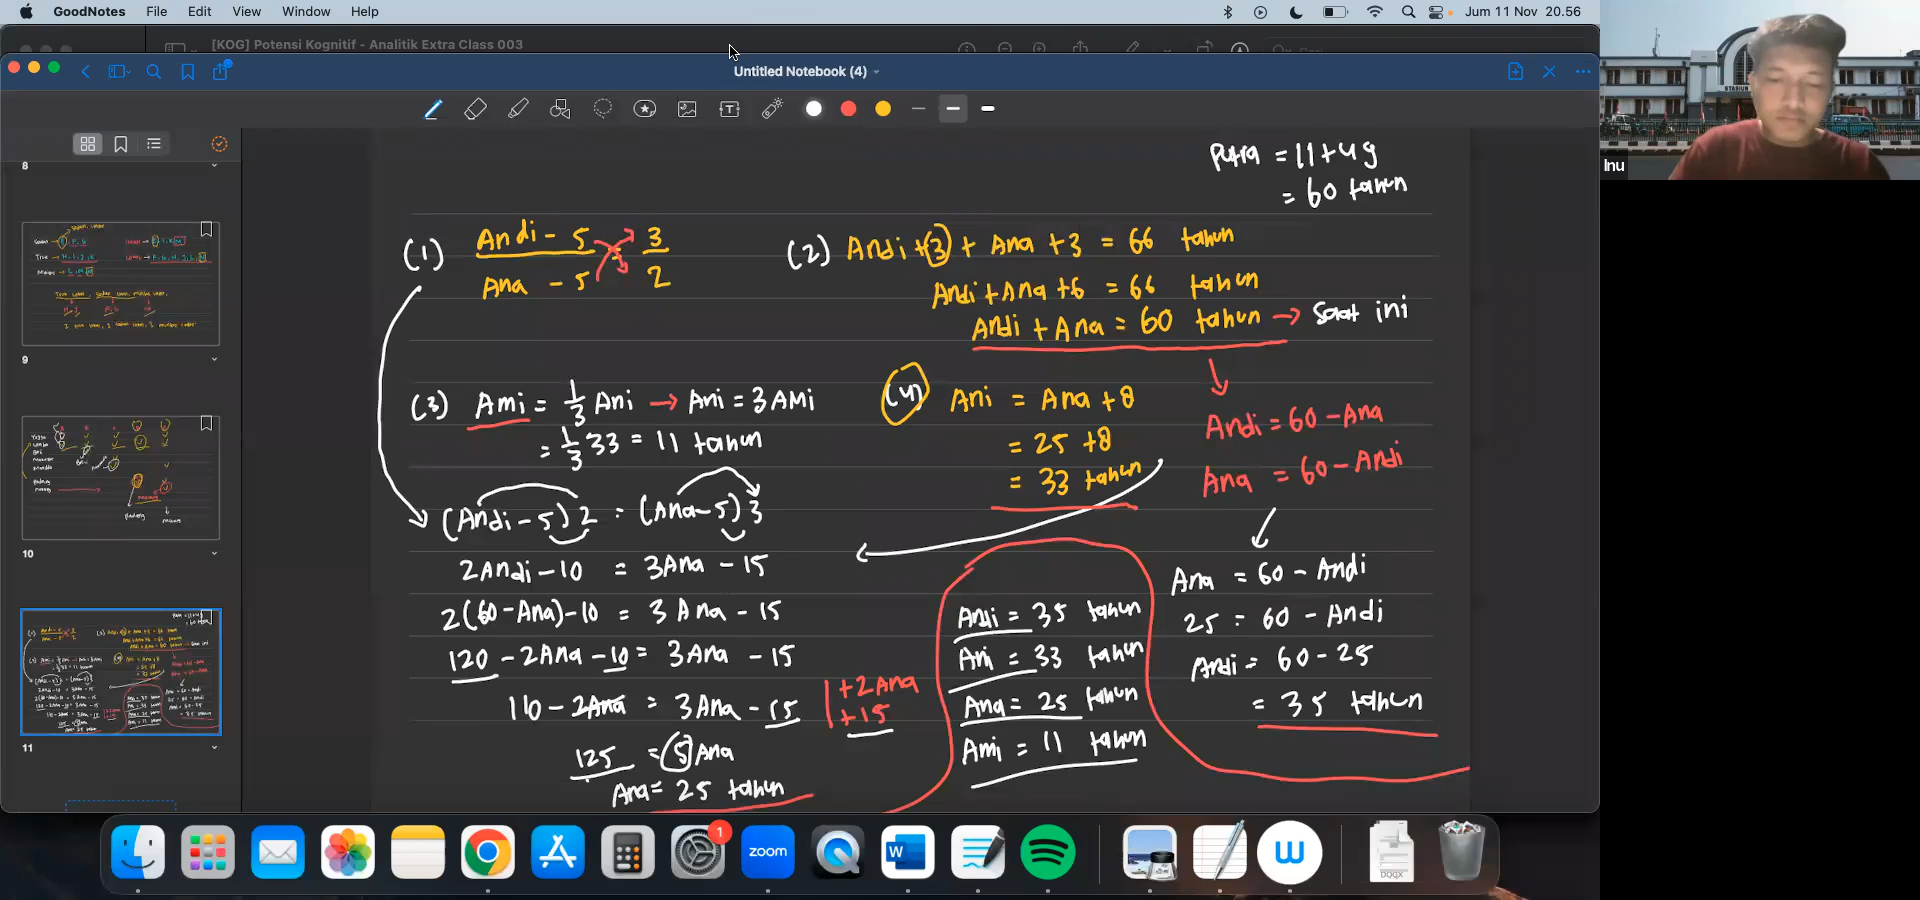 GoodNotes File Edit View Window Help
Jum 11 Nov 20.56
[KOG] Potensi Kognitif - Analitik Extra Class 003
Untitled Notebook (4)
8
9
10
11
Inu
Putra = 11+49
= 60 tahun
(1) Andi - 5 = 3
Ana - 5 2
(2) Andi + 3 + Ana + 3 = 66 tahun
Andi + Ana + 6 = 66 tahun
Andi + Ana = 60 tahun → Saat ini
(3) Ami = 1/3 Ani → Ani = 3 AMi
= 1/3 33 = 11 tahun
(4) Ani = Ana + 8
= 25 + 8
= 33 tahun
Andi = 60 - Ana
Ana = 60 - Andi
(Andi - 5) 2 = (Ana - 5) 3
2Andi - 10 = 3Ana - 15
2(60 - Ana) - 10 = 3 Ana - 15
120 - 2Ana - 10 = 3Ana - 15
110 - 2Ana = 3Ana - 15
+2Ana
+15
125 = 5 Ana
Ana = 25 tahun
Andi = 35 tahun
Ani = 33 tahun
Ana = 25 tahun
Ami = 11 tahun
Ana = 60 - Andi
25 = 60 - Andi
Andi = 60 - 25
= 35 tahun
1
zoom
W
DOCX